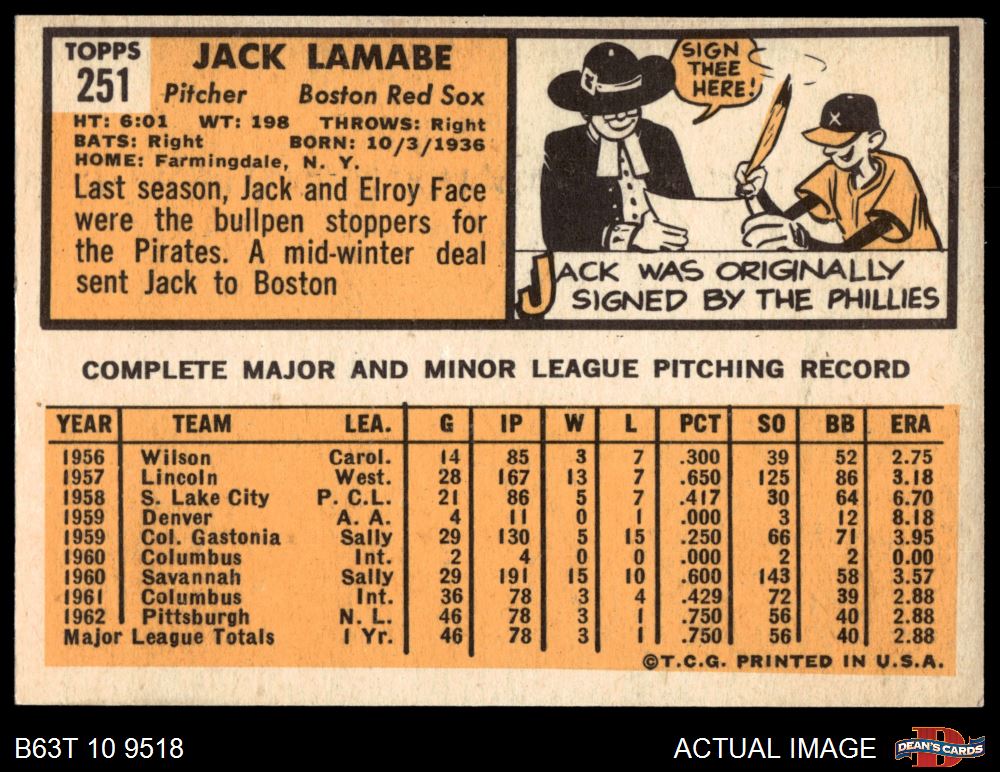 TOPPS
251
JACK LAMABE
Pitcher Boston Red Sox
HT: 6:01 WT: 198 THROWS: Right
BATS: Right BORN: 10/3/1936
HOME: Farmingdale, N. Y.
Last season, Jack and Elroy Face
were the bullpen stoppers for
the Pirates. A mid-winter deal
sent Jack to Boston
SIGN
THEE
HERE!
X
JACK WAS ORIGINALLY
SIGNED BY THE PHILLIES
COMPLETE MAJOR AND MINOR LEAGUE PITCHING RECORD
YEAR TEAM LEA. G IP W L PCT SO BB ERA
1956 Wilson Carol. 14 85 3 7 .300 39 52 2.75
1957 Lincoln West. 28 167 13 7 .650 125 86 3.18
1958 S. Lake City P.C.L. 21 86 5 7 .417 30 64 6.70
1959 Denver A. A. 4 11 0 1 .000 3 12 8.18
1959 Col. Gastonia Sally 29 130 5 15 .250 66 71 3.95
1960 Columbus Int. 2 4 0 0 .000 2 2 0.00
1960 Savannah Sally 29 191 15 10 .600 143 58 3.57
1961 Columbus Int. 36 78 3 4 .429 72 39 2.88
1962 Pittsburgh N. L. 46 78 3 1 .750 56 40 2.88
Major League Totals 1 Yr. 46 78 3 1 .750 56 40 2.88
©T.C.G. PRINTED IN U.S.A.
B63T 10 9518
ACTUAL IMAGE
D
DEAN'S CARDS